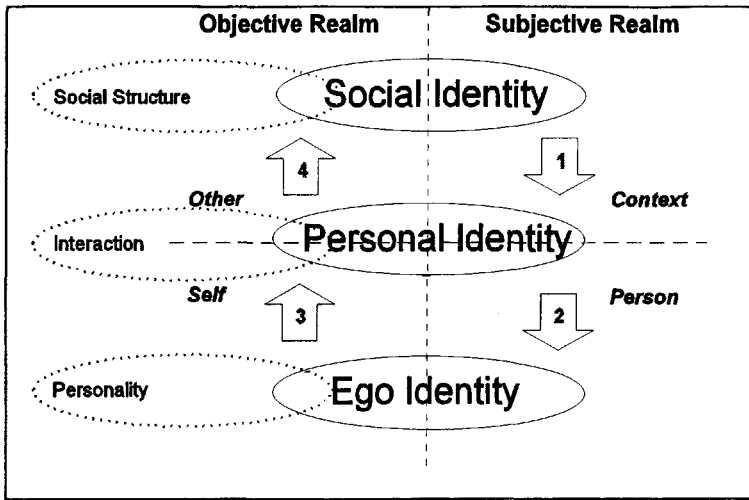 Objective Realm Subjective Realm
Social Structure Social Identity
4 1
Other Context
Interaction Personal Identity
Self Person
3 2
Personality Ego Identity